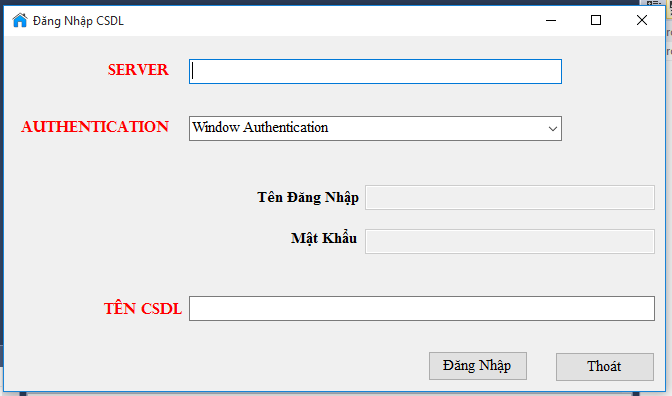 Đăng Nhập CSDL
SERVER
AUTHENTICATION
Window Authentication
Tên Đăng Nhập
Mật Khẩu
TÊN CSDL
Đăng Nhập
Thoát